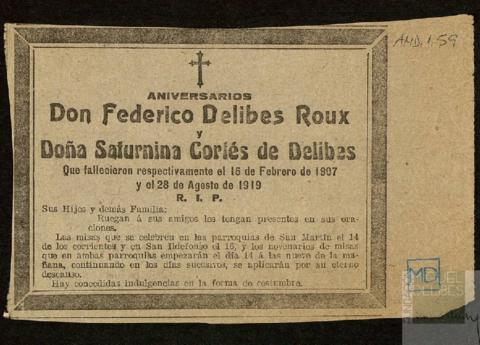 AMD, 1, 59
ANIVERSARIOS
Don Federico Delibes Roux
y
Doña Saturnina Cortés de Delibes
Que fallecieron respectivamente el 15 de Febrero de 1907
y el 28 de Agosto de 1919
R. I. P.
Sus Hijos y demás Familia:
Ruegan á sus amigos los tengan presentes en sus ora-
ciones.
Las misas que se celebren en las parroquias de San Martín el 14
de los corrientes y en San Ildefonso el 16, y los novenarios de misas
que en ambas parroquias empezarán el día 14 á las nueve de la ma-
ñana, continuando en los días sucesivos, se aplicarán por su eterno
descanso.
Hay concedidas indulgencias en la forma de costumbre.
MD
DELIBES